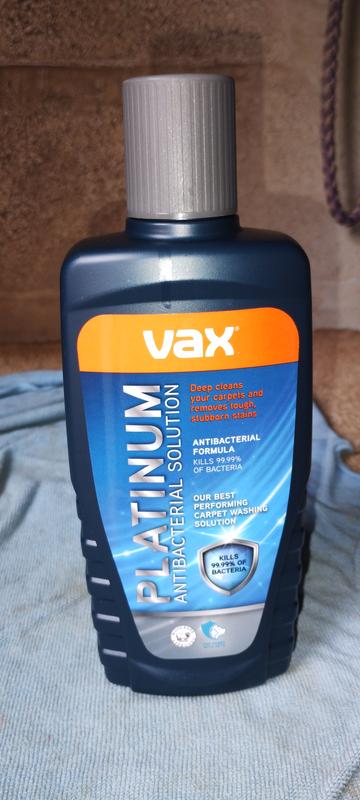 vax
PLATINUM
ANTIBACTERIAL SOLUTION
Deep cleans
your carpets and
removes tough,
stubborn stains
ANTIBACTERIAL
FORMULA
KILLS 99.99%
OF BACTERIA
OUR BEST
PERFORMING
CARPET WASHING
SOLUTION
KILLS
99.99% OF
BACTERIA